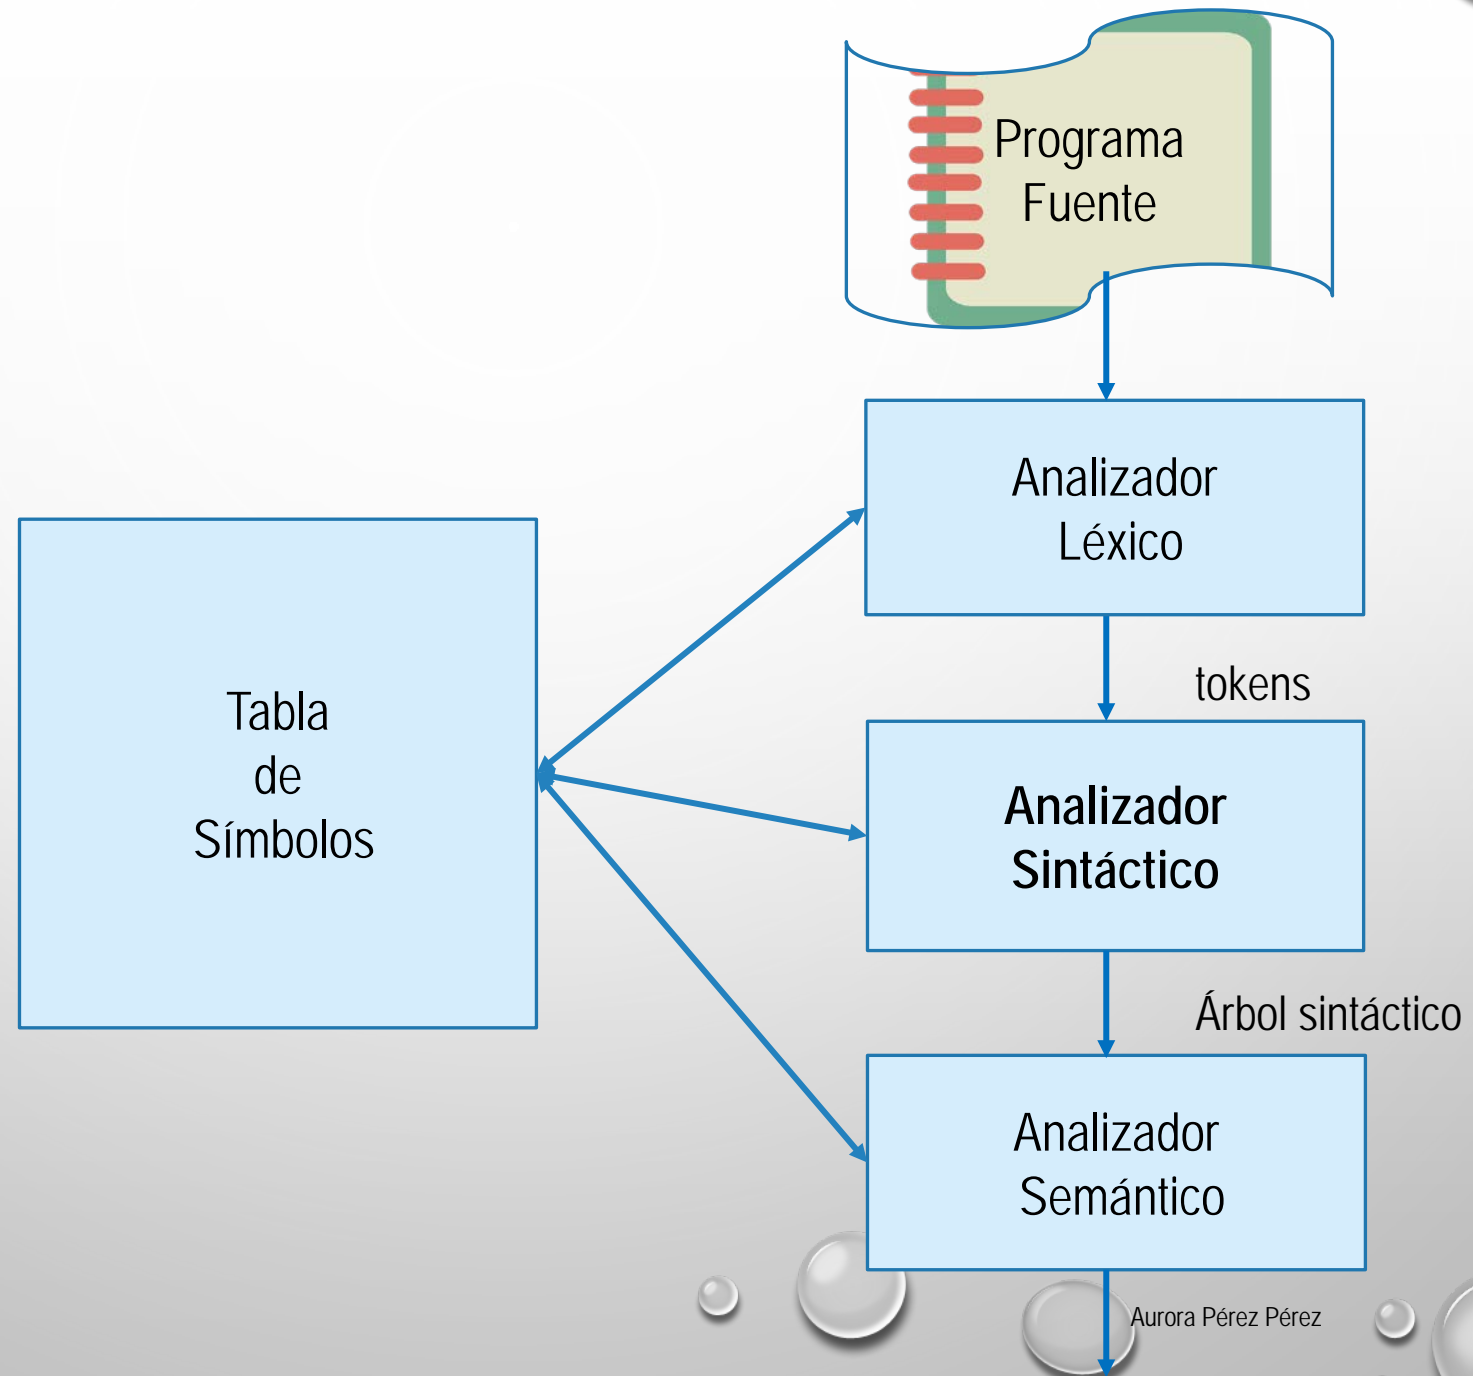 Programa
Fuente
Analizador
Léxico
tokens
Tabla
de
Símbolos
Analizador
Sintáctico
Árbol sintáctico
Analizador
Semántico
Aurora Pérez Pérez